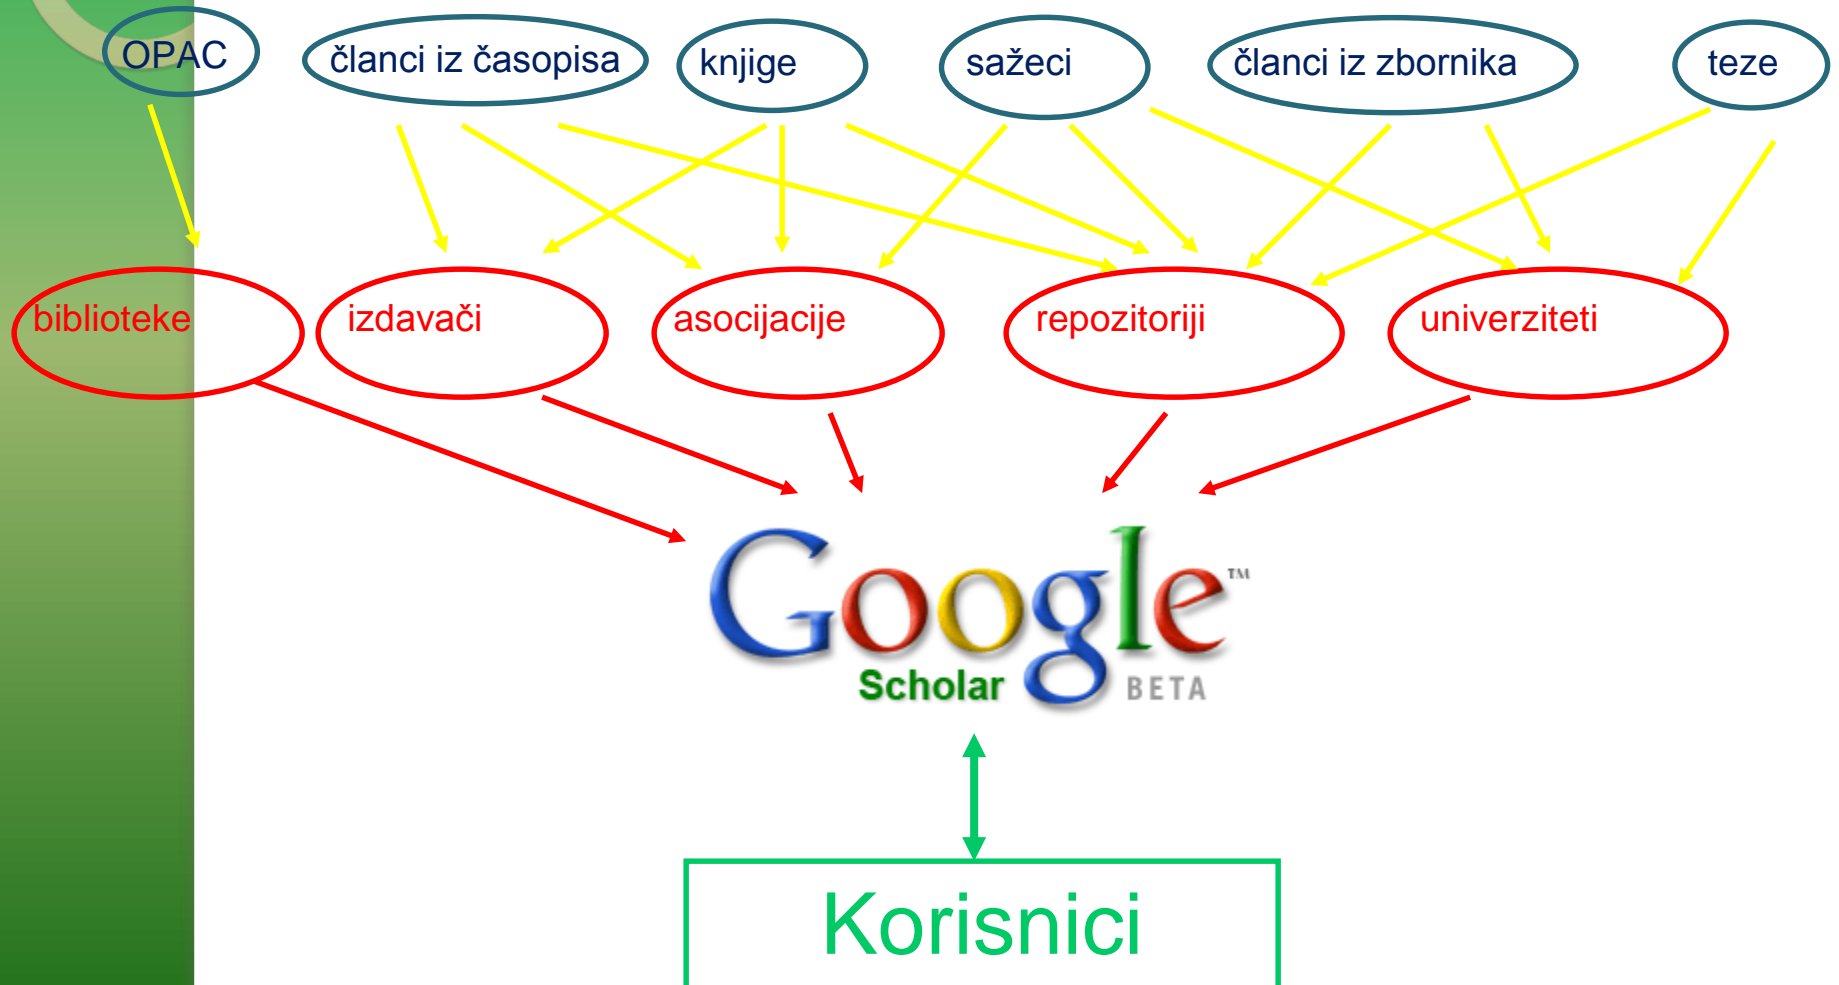 OPAC
članci iz časopisa
knjige
sažeci
članci iz zbornika
teze
biblioteke
izdavači
asocijacije
repozitoriji
univerziteti
Google™
Scholar BETA
Korisnici